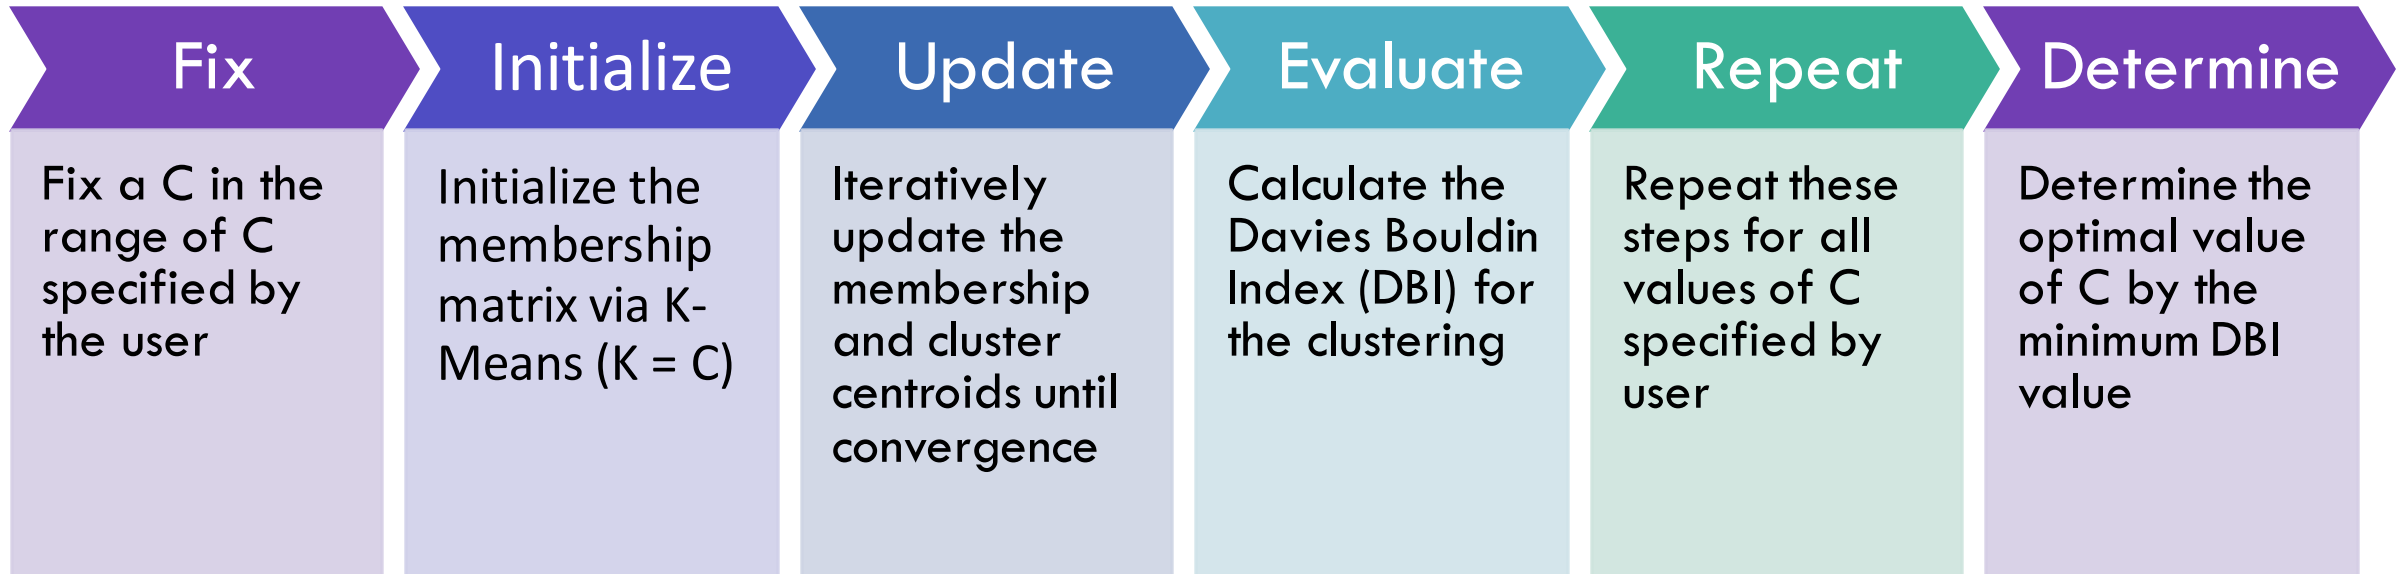 Fix
Fix a C in the
range of C
specified by
the user
Initialize
Initialize the
membership
matrix via K-
Means (K = C)
Update
Iteratively
update the
membership
and cluster
centroids until
convergence
Evaluate
Calculate the
Davies Bouldin
Index (DBI) for
the clustering
Repeat
Repeat these
steps for all
values of C
specified by
user
Determine
Determine the
optimal value
of C by the
minimum DBI
value